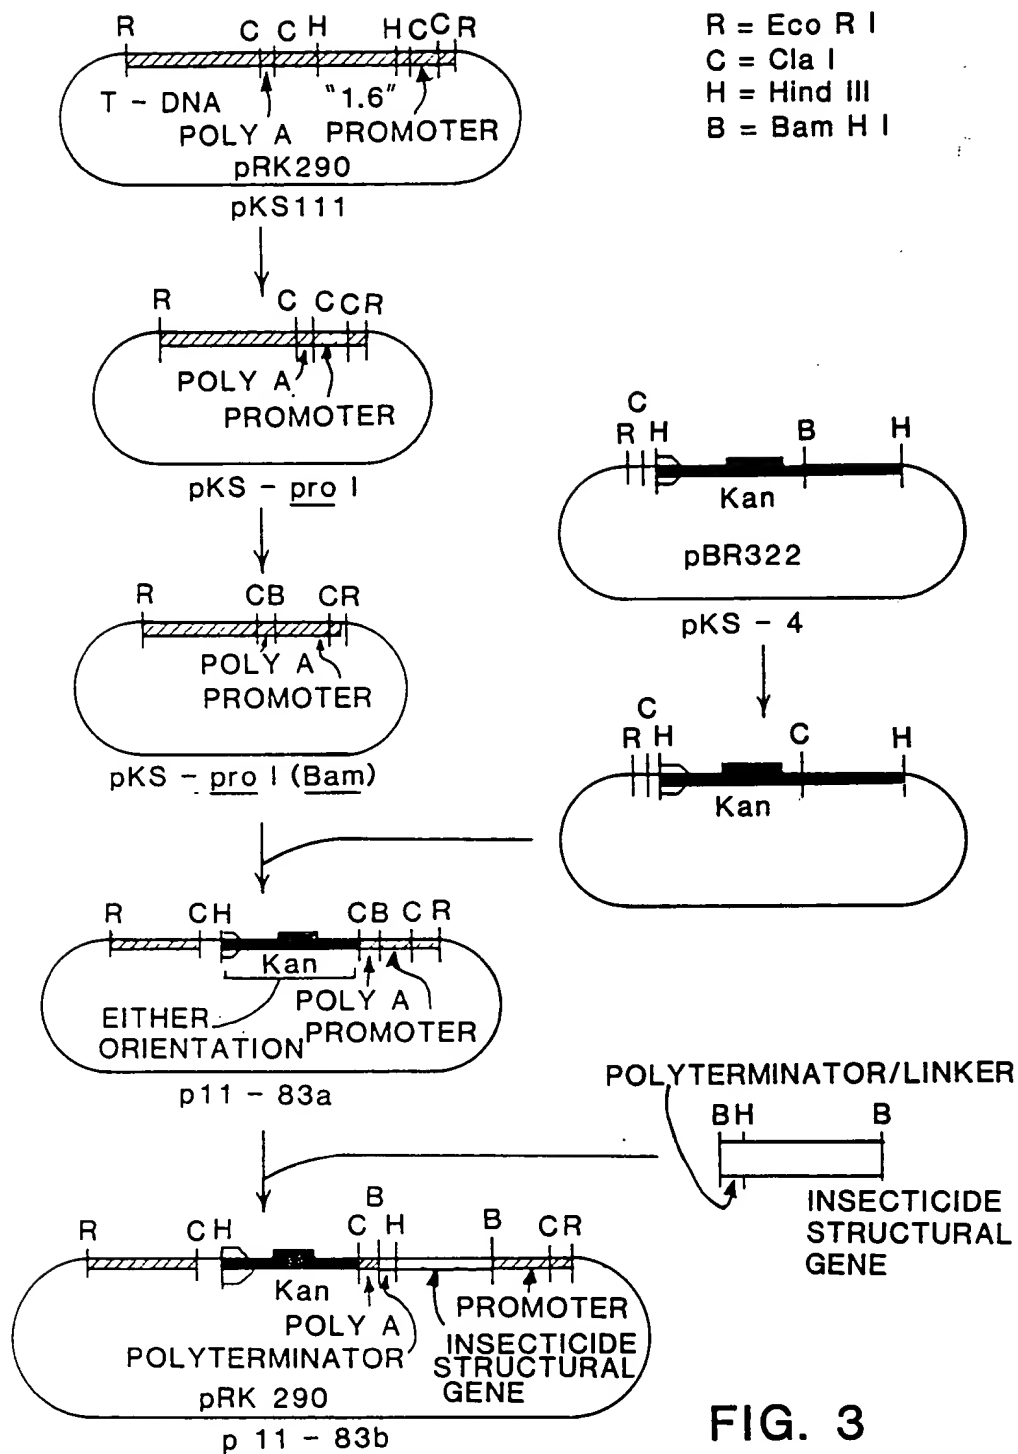 R = Eco R I
C = Cla I
H = Hind III
B = Bam H I
R C C H H C C R
T - DNA "1.6"
POLY A PROMOTER
pRK290
pKS111
R C C C R
POLY A
PROMOTER
pKS - pro I
C
R H B H
Kan
pBR322
pKS - 4
R C B C R
POLY A
PROMOTER
pKS - pro I (Bam)
C
R H C H
Kan
R C H C B C R
Kan
POLY A
PROMOTER
EITHER
ORIENTATION
p11 - 83a
POLYTERMINATOR/LINKER
B H B
INSECTICIDE
STRUCTURAL
GENE
B
R C H C H B C R
Kan
PROMOTER
POLY A
POLYTERMINATOR
INSECTICIDE
STRUCTURAL
GENE
pRK 290
p 11 - 83b
FIG. 3